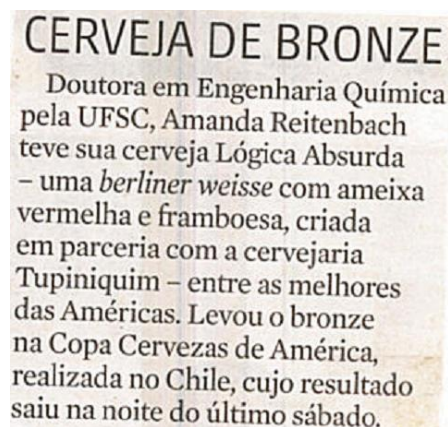 CERVEJA DE BRONZE
Doutora em Engenharia Química
pela UFSC, Amanda Reitenbach
teve sua cerveja Lógica Absurda
– uma berliner weisse com ameixa
vermelha e framboesa, criada
em parceria com a cervejaria
Tupiniquim – entre as melhores
das Américas. Levou o bronze
na Copa Cervezas de América,
realizada no Chile, cujo resultado
saiu na noite do último sábado.